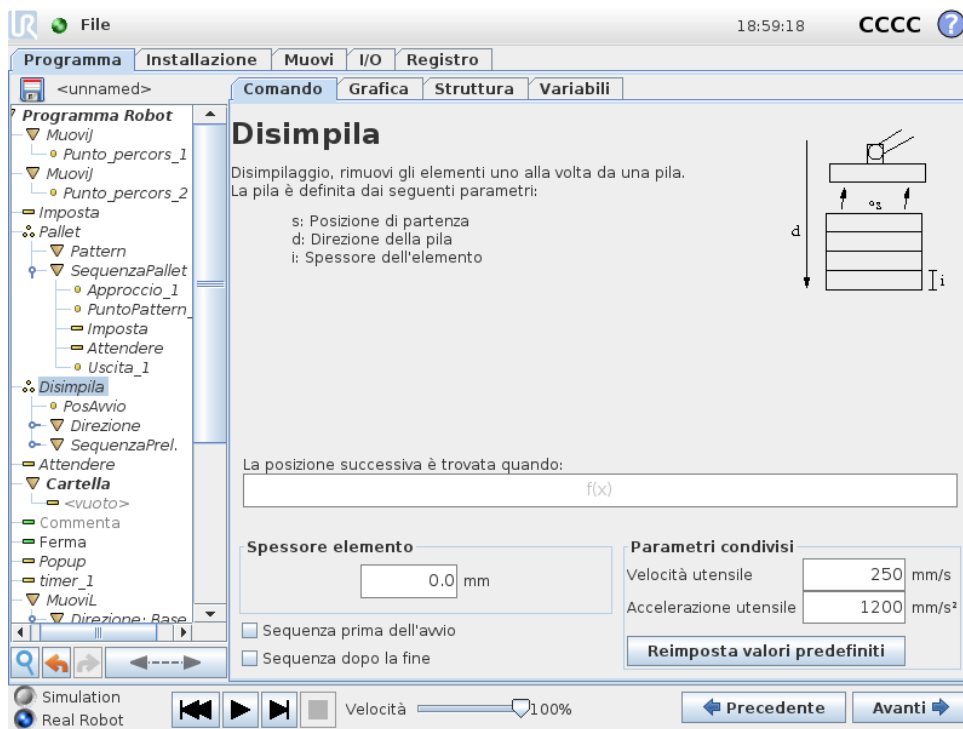 UR File 18:59:18 CCCC ?
Programma Installazione Muovi I/O Registro
<unnamed> Comando Grafica Struttura Variabili
Programma Robot
MuoviJ
Punto_percors_1
MuoviJ
Punto_percors_2
Imposta
Pallet
Pattern
SequenzaPallet
Approccio_1
PuntoPattern_
Imposta
Attendere
Uscita_1
Disimpila
PosAvvio
Direzione
SequenzaPrel.
Attendere
Cartella
<vuoto>
Commenta
Ferma
Popup
timer_1
MuoviL
Direzione: Base
Disimpila
Disimpilaggio, rimuovi gli elementi uno alla volta da una pila.
La pila è definita dai seguenti parametri:
s: Posizione di partenza
d: Direzione della pila
i: Spessore dell'elemento
s
d
i
La posizione successiva è trovata quando:
f(x)
Spessore elemento
0.0 mm
Sequenza prima dell'avvio
Sequenza dopo la fine
Parametri condivisi
Velocità utensile 250 mm/s
Accelerazione utensile 1200 mm/s²
Reimposta valori predefiniti
Simulation
Real Robot
Velocità 100%
Precedente Avanti